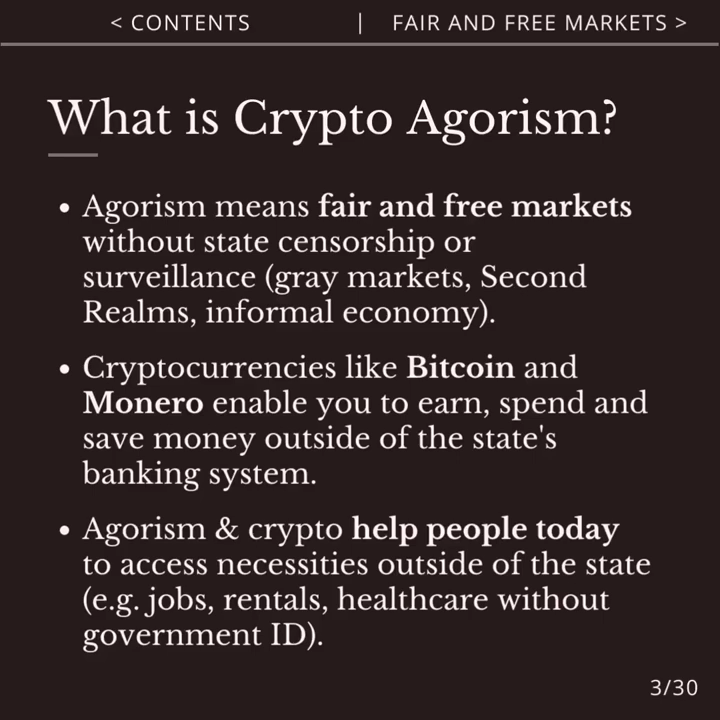 < CONTENTS | FAIR AND FREE MARKETS >
What is Crypto Agorism?
• Agorism means fair and free markets
without state censorship or
surveillance (gray markets, Second
Realms, informal economy).
• Cryptocurrencies like Bitcoin and
Monero enable you to earn, spend and
save money outside of the state's
banking system.
• Agorism & crypto help people today
to access necessities outside of the state
(e.g. jobs, rentals, healthcare without
government ID).
3/30